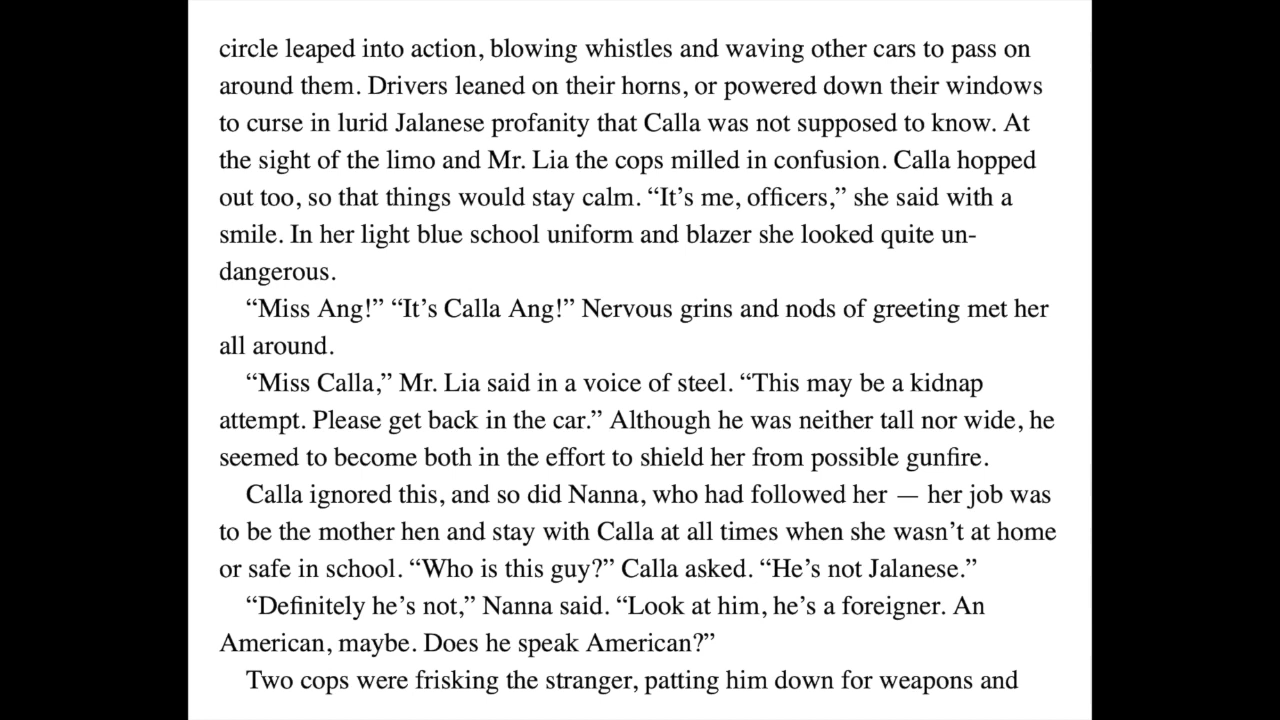 circle leaped into action, blowing whistles and waving other cars to pass on
around them. Drivers leaned on their horns, or powered down their windows
to curse in lurid Jalanese profanity that Calla was not supposed to know. At
the sight of the limo and Mr. Lia the cops milled in confusion. Calla hopped
out too, so that things would stay calm. “It’s me, officers,” she said with a
smile. In her light blue school uniform and blazer she looked quite un-
dangerous.
“Miss Ang!” “It’s Calla Ang!” Nervous grins and nods of greeting met her
all around.
“Miss Calla,” Mr. Lia said in a voice of steel. “This may be a kidnap
attempt. Please get back in the car.” Although he was neither tall nor wide, he
seemed to become both in the effort to shield her from possible gunfire.
Calla ignored this, and so did Nanna, who had followed her — her job was
to be the mother hen and stay with Calla at all times when she wasn’t at home
or safe in school. “Who is this guy?” Calla asked. “He’s not Jalanese.”
“Definitely he’s not,” Nanna said. “Look at him, he’s a foreigner. An
American, maybe. Does he speak American?”
Two cops were frisking the stranger, patting him down for weapons and